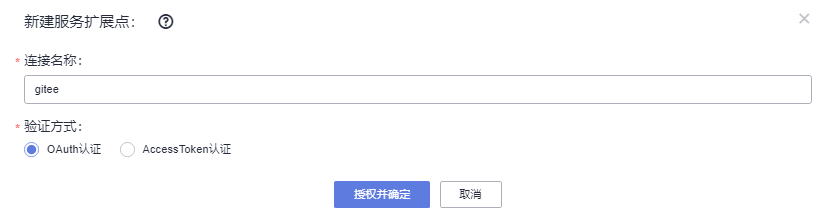 新建服务扩展点：
* 连接名称：
gitee
* 验证方式：
OAuth认证 AccessToken认证
授权并确定 取消